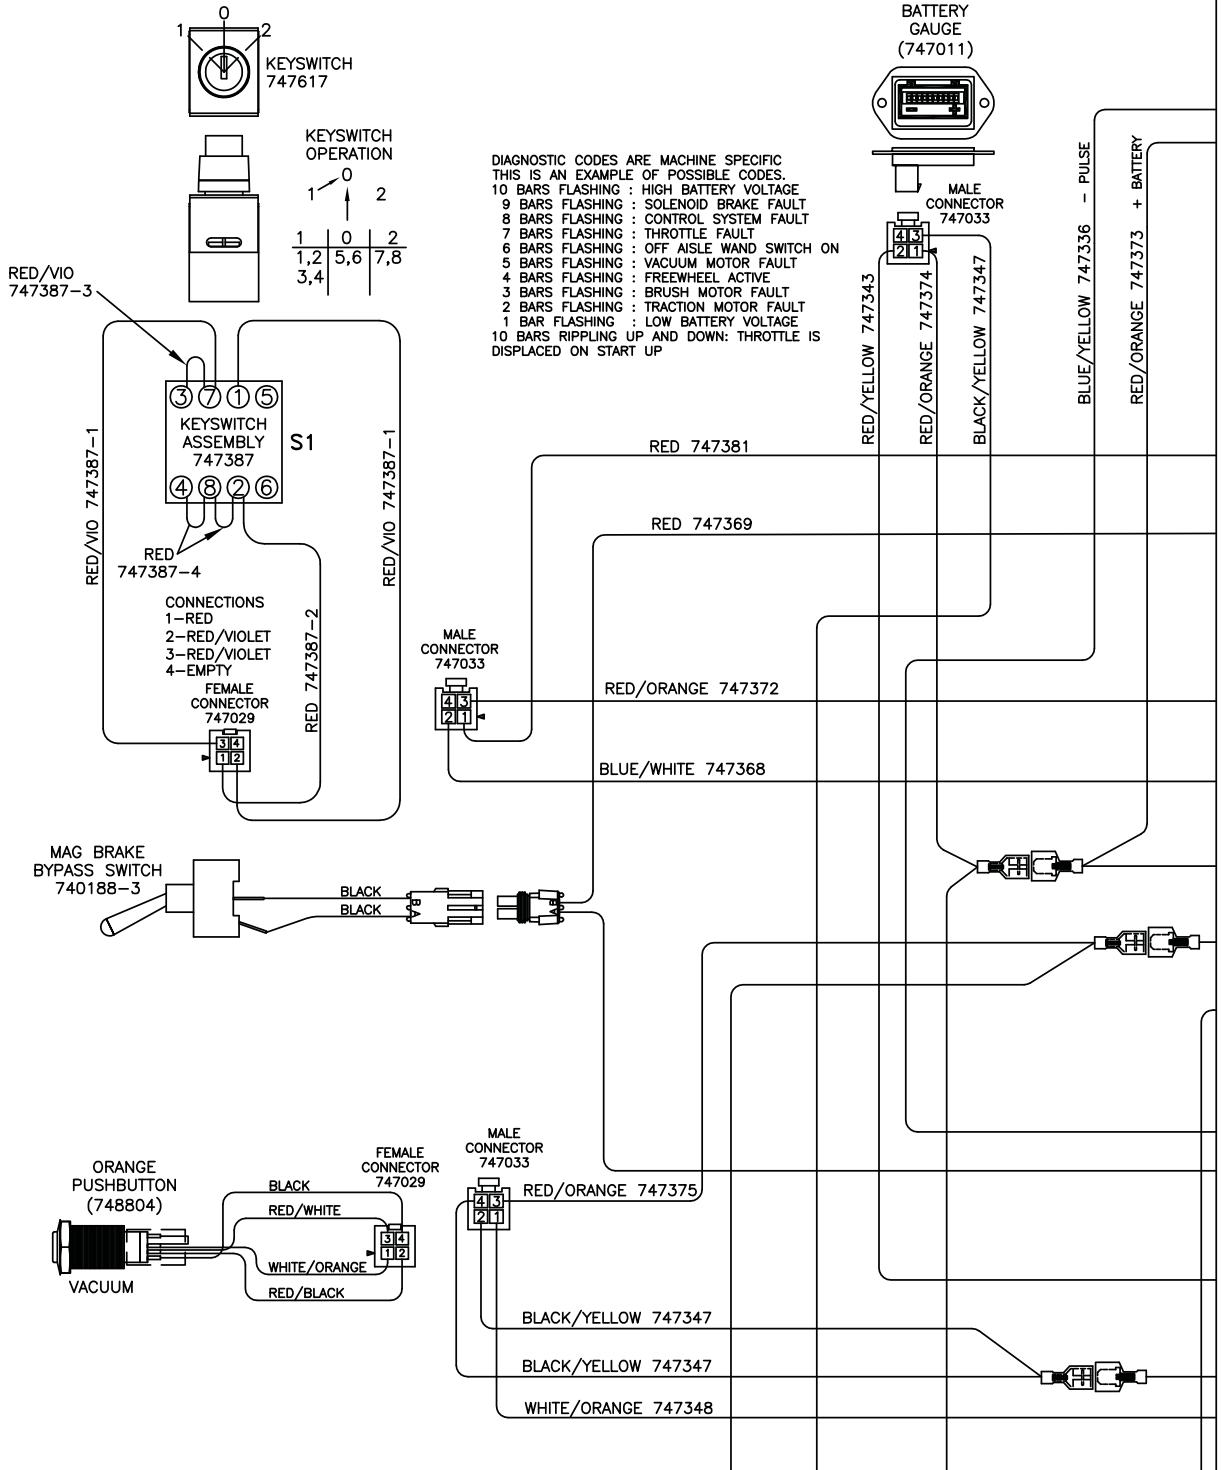 0
1
2
KEYSWITCH
747617
KEYSWITCH
OPERATION
0
1
2
1 0 2
1,2 5,6 7,8
3,4
RED/VIO
747387-3
3 7 1 5
KEYSWITCH
ASSEMBLY
747387
S1
4 8 2 6
RED/VIO 747387-1
RED/VIO 747387-1
RED
747387-4
RED 747387-2
CONNECTIONS
1-RED
2-RED/VIOLET
3-RED/VIOLET
4-EMPTY
FEMALE
CONNECTOR
747029
3 4
1 2
BATTERY
GAUGE
(747011)
MALE
CONNECTOR
747033
4 3
2 1
DIAGNOSTIC CODES ARE MACHINE SPECIFIC
THIS IS AN EXAMPLE OF POSSIBLE CODES.
10 BARS FLASHING : HIGH BATTERY VOLTAGE
9 BARS FLASHING : SOLENOID BRAKE FAULT
8 BARS FLASHING : CONTROL SYSTEM FAULT
7 BARS FLASHING : THROTTLE FAULT
6 BARS FLASHING : OFF AISLE WAND SWITCH ON
5 BARS FLASHING : VACUUM MOTOR FAULT
4 BARS FLASHING : FREEWHEEL ACTIVE
3 BARS FLASHING : BRUSH MOTOR FAULT
2 BARS FLASHING : TRACTION MOTOR FAULT
1 BAR FLASHING : LOW BATTERY VOLTAGE
10 BARS RIPPLING UP AND DOWN: THROTTLE IS
DISPLACED ON START UP
RED/YELLOW 747343
RED/ORANGE 747374
BLACK/YELLOW 747347
BLUE/YELLOW 747336 - PULSE
RED/ORANGE 747373 + BATTERY
RED 747381
RED 747369
MALE
CONNECTOR
747033
4 3
2 1
RED/ORANGE 747372
BLUE/WHITE 747368
MAG BRAKE
BYPASS SWITCH
740188-3
BLACK
BLACK
B
A
B
A
ORANGE
PUSHBUTTON
(748804)
VACUUM
BLACK
RED/WHITE
WHITE/ORANGE
RED/BLACK
FEMALE
CONNECTOR
747029
3 4
1 2
MALE
CONNECTOR
747033
4 3
2 1
RED/ORANGE 747375
BLACK/YELLOW 747347
BLACK/YELLOW 747347
WHITE/ORANGE 747348